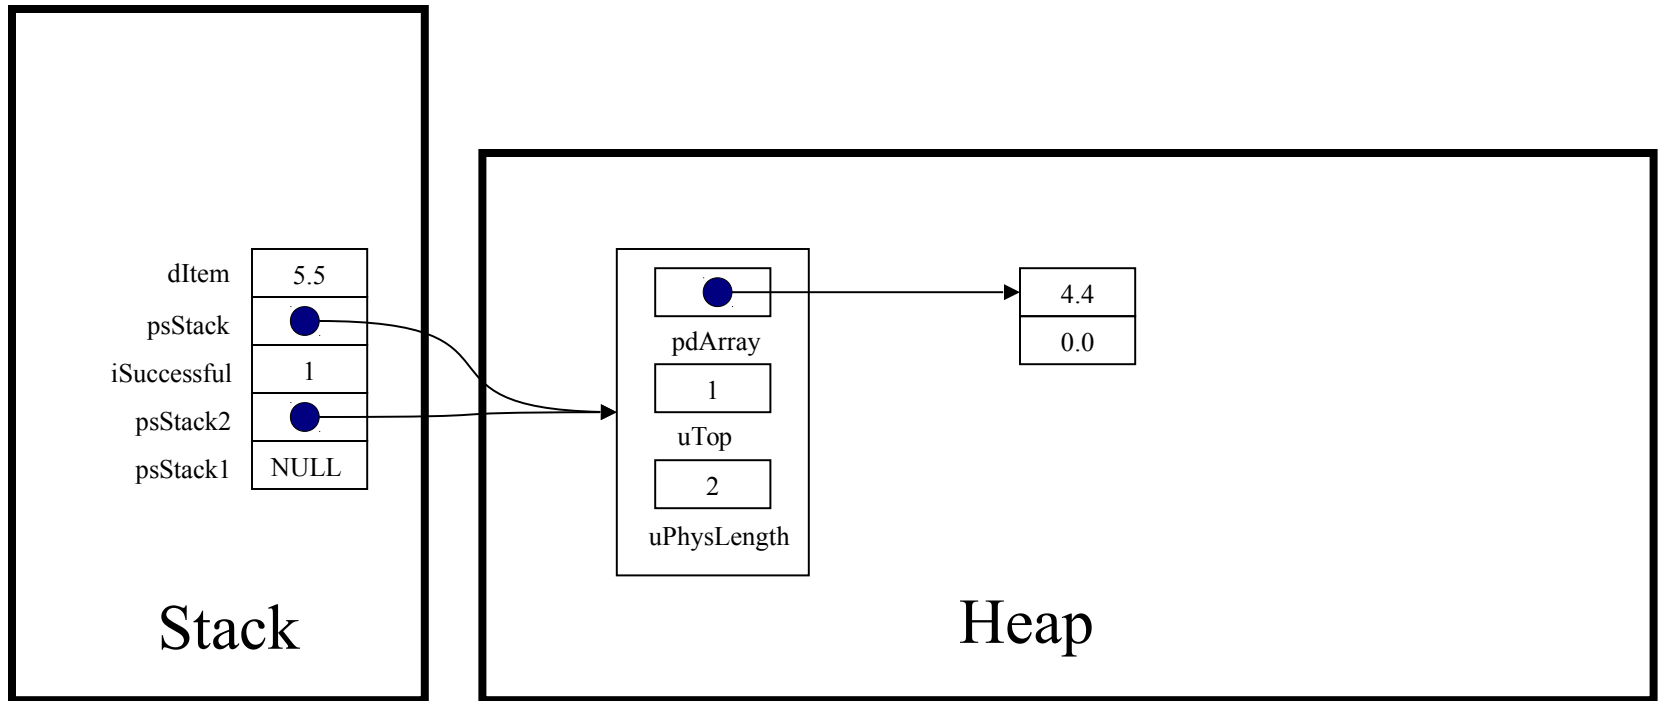 dItem 5.5
psStack
iSuccessful 1
psStack2
psStack1 NULL
Stack
pdArray
1
uTop
2
uPhysLength
4.4
0.0
Heap